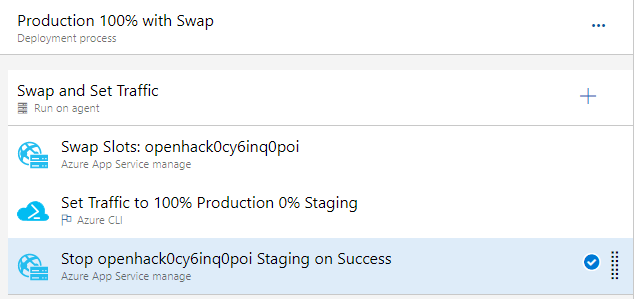 Production 100% with Swap
Deployment process
Swap and Set Traffic
Run on agent
Swap Slots: openhack0cy6inq0poi
Azure App Service manage
Set Traffic to 100% Production 0% Staging
Azure CLI
Stop openhack0cy6inq0poi Staging on Success
Azure App Service manage